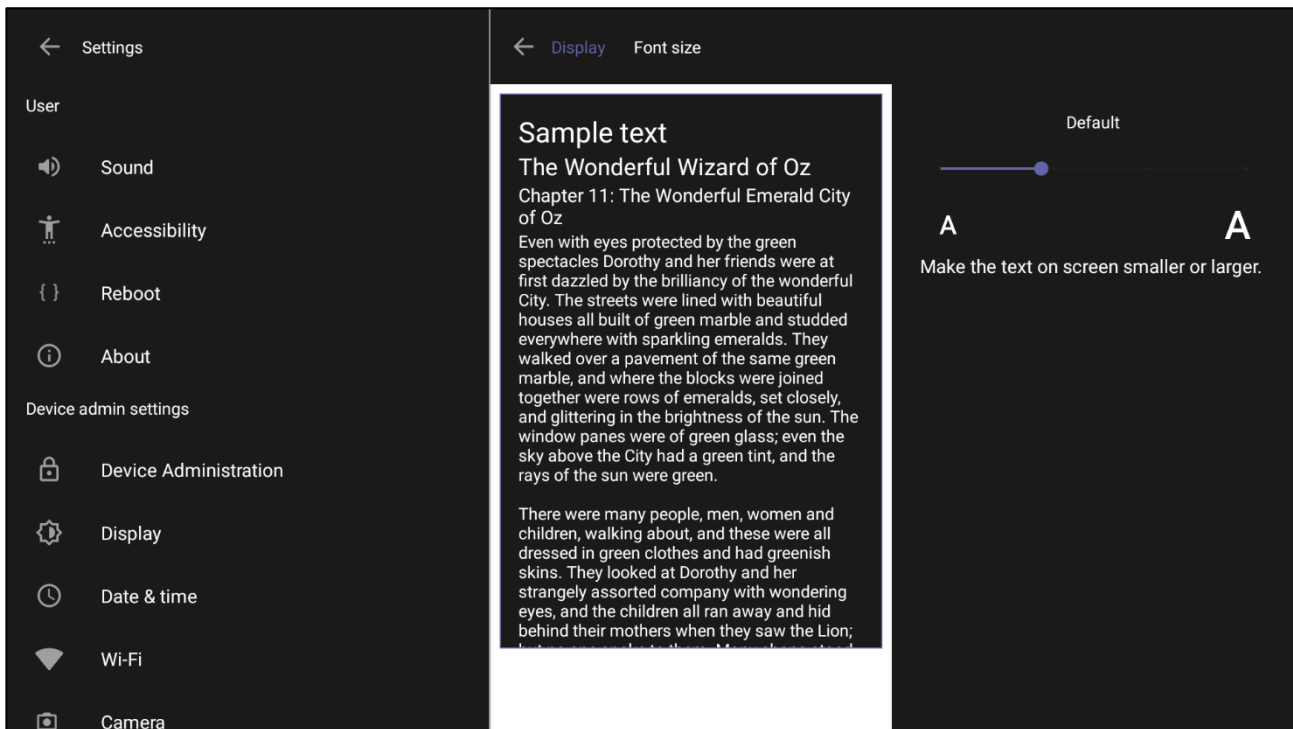 Settings
User
Sound
Accessibility
Reboot
About
Device admin settings
Device Administration
Display
Date & time
Wi-Fi
Camera
Display Font size
Sample text
The Wonderful Wizard of Oz
Chapter 11: The Wonderful Emerald City
of Oz
Even with eyes protected by the green
spectacles Dorothy and her friends were at
first dazzled by the brilliancy of the wonderful
City. The streets were lined with beautiful
houses all built of green marble and studded
everywhere with sparkling emeralds. They
walked over a pavement of the same green
marble, and where the blocks were joined
together were rows of emeralds, set closely,
and glittering in the brightness of the sun. The
window panes were of green glass; even the
sky above the City had a green tint, and the
rays of the sun were green.
There were many people, men, women and
children, walking about, and these were all
dressed in green clothes and had greenish
skins. They looked at Dorothy and her
strangely assorted company with wondering
eyes, and the children all ran away and hid
behind their mothers when they saw the Lion;
Default
A A
Make the text on screen smaller or larger.